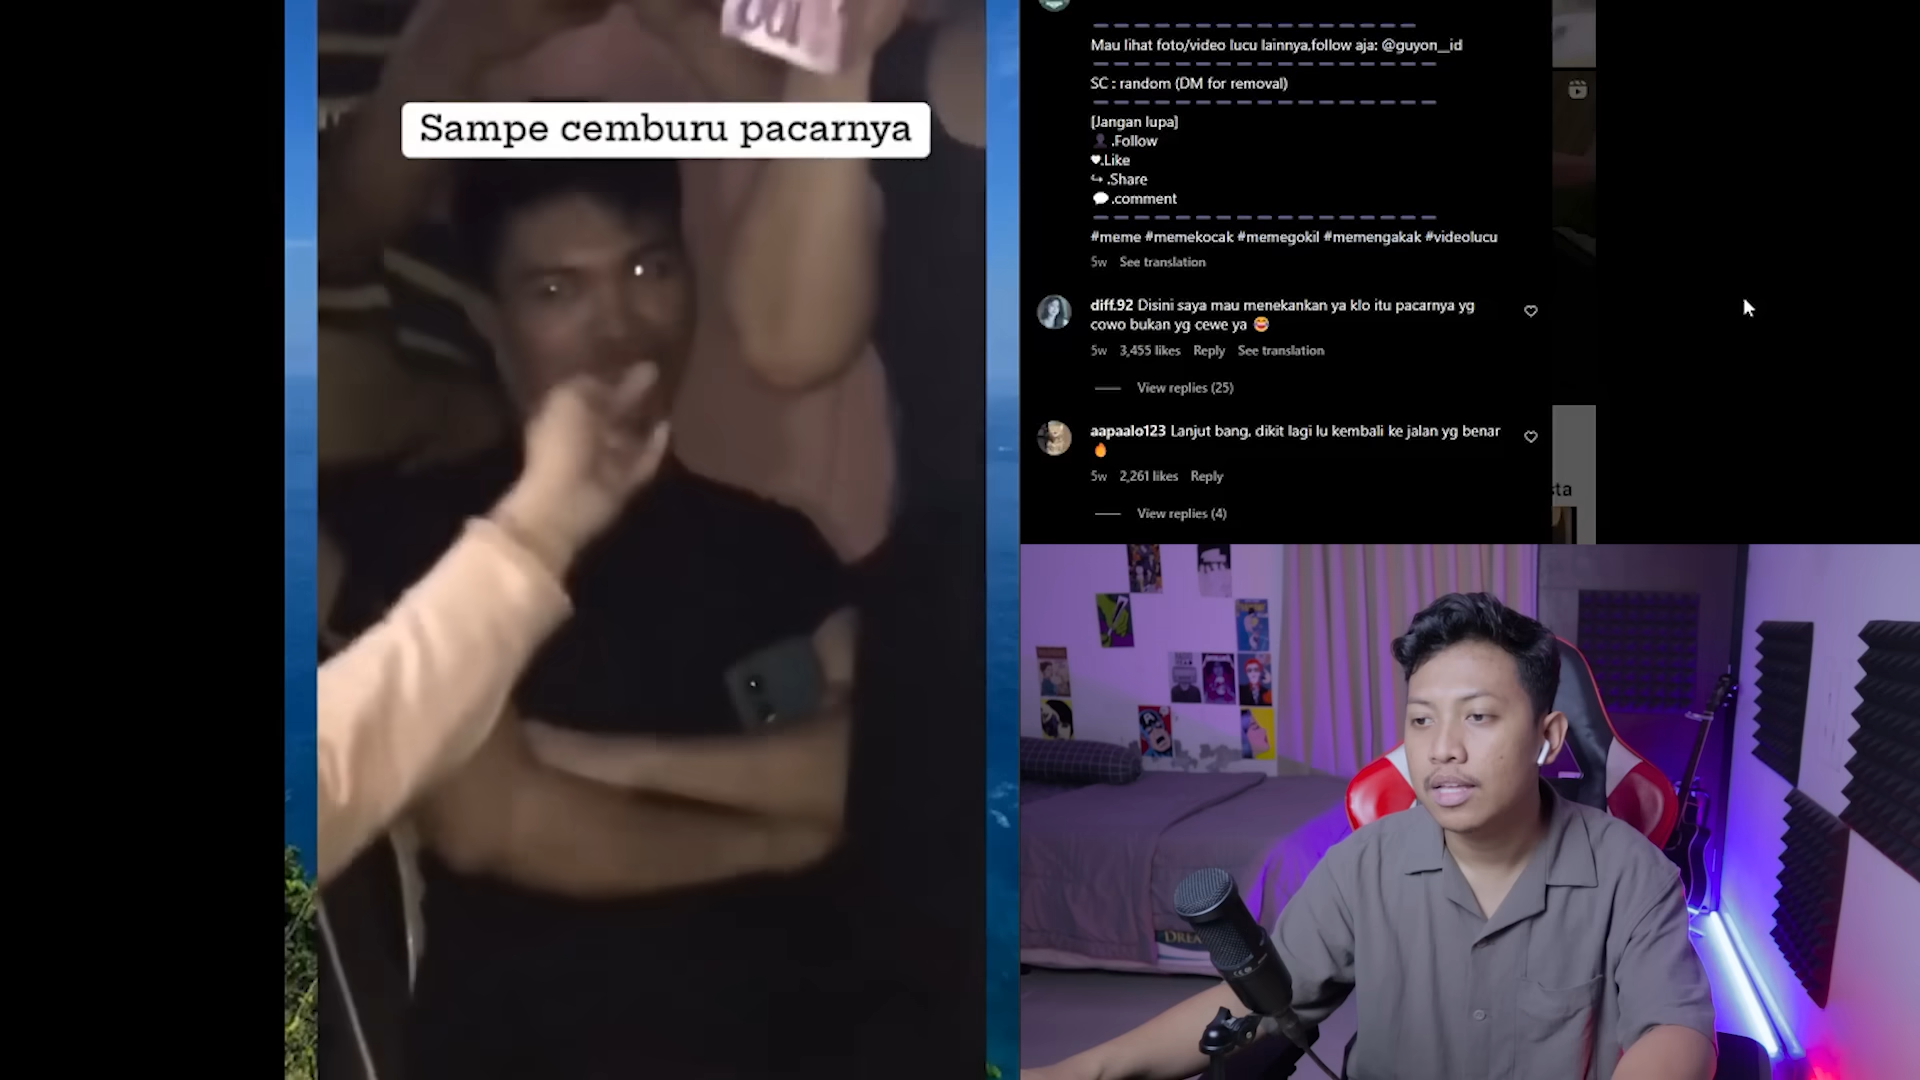 Sampe cemburu pacarnya
Mau lihat foto/video lucu lainnya,follow aja: @guyon__id
SC : random (DM for removal)
[Jangan lupa]
👤 .Follow
♥.Like
↪ .Share
💬 .comment
#meme #memekocak #memegokil #memengakak #videolucu
5w See translation
diff.92 Disini saya mau menekankan ya klo itu pacarnya yg
cowo bukan yg cewe ya 😂
5w 3,455 likes Reply See translation
View replies (25)
aapaalo123 Lanjut bang, dikit lagi lu kembali ke jalan yg benar
🔥
5w 2,261 likes Reply
View replies (4)
sta
DREA